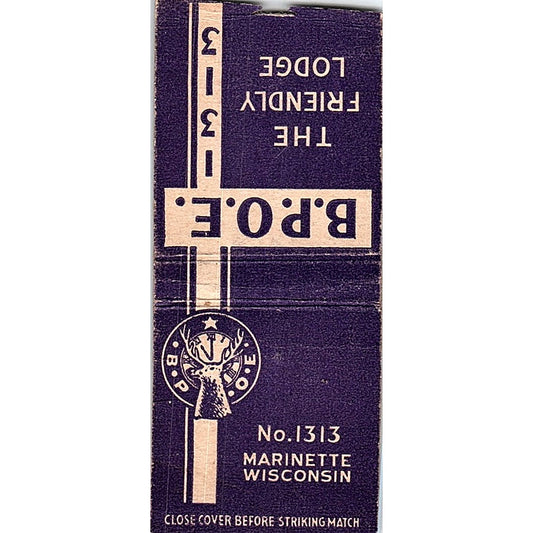 THE
FRIENDLY
LODGE
B.P.O.E.
1313
B·P·O·E
No.1313
MARINETTE
WISCONSIN
CLOSE COVER BEFORE STRIKING MATCH